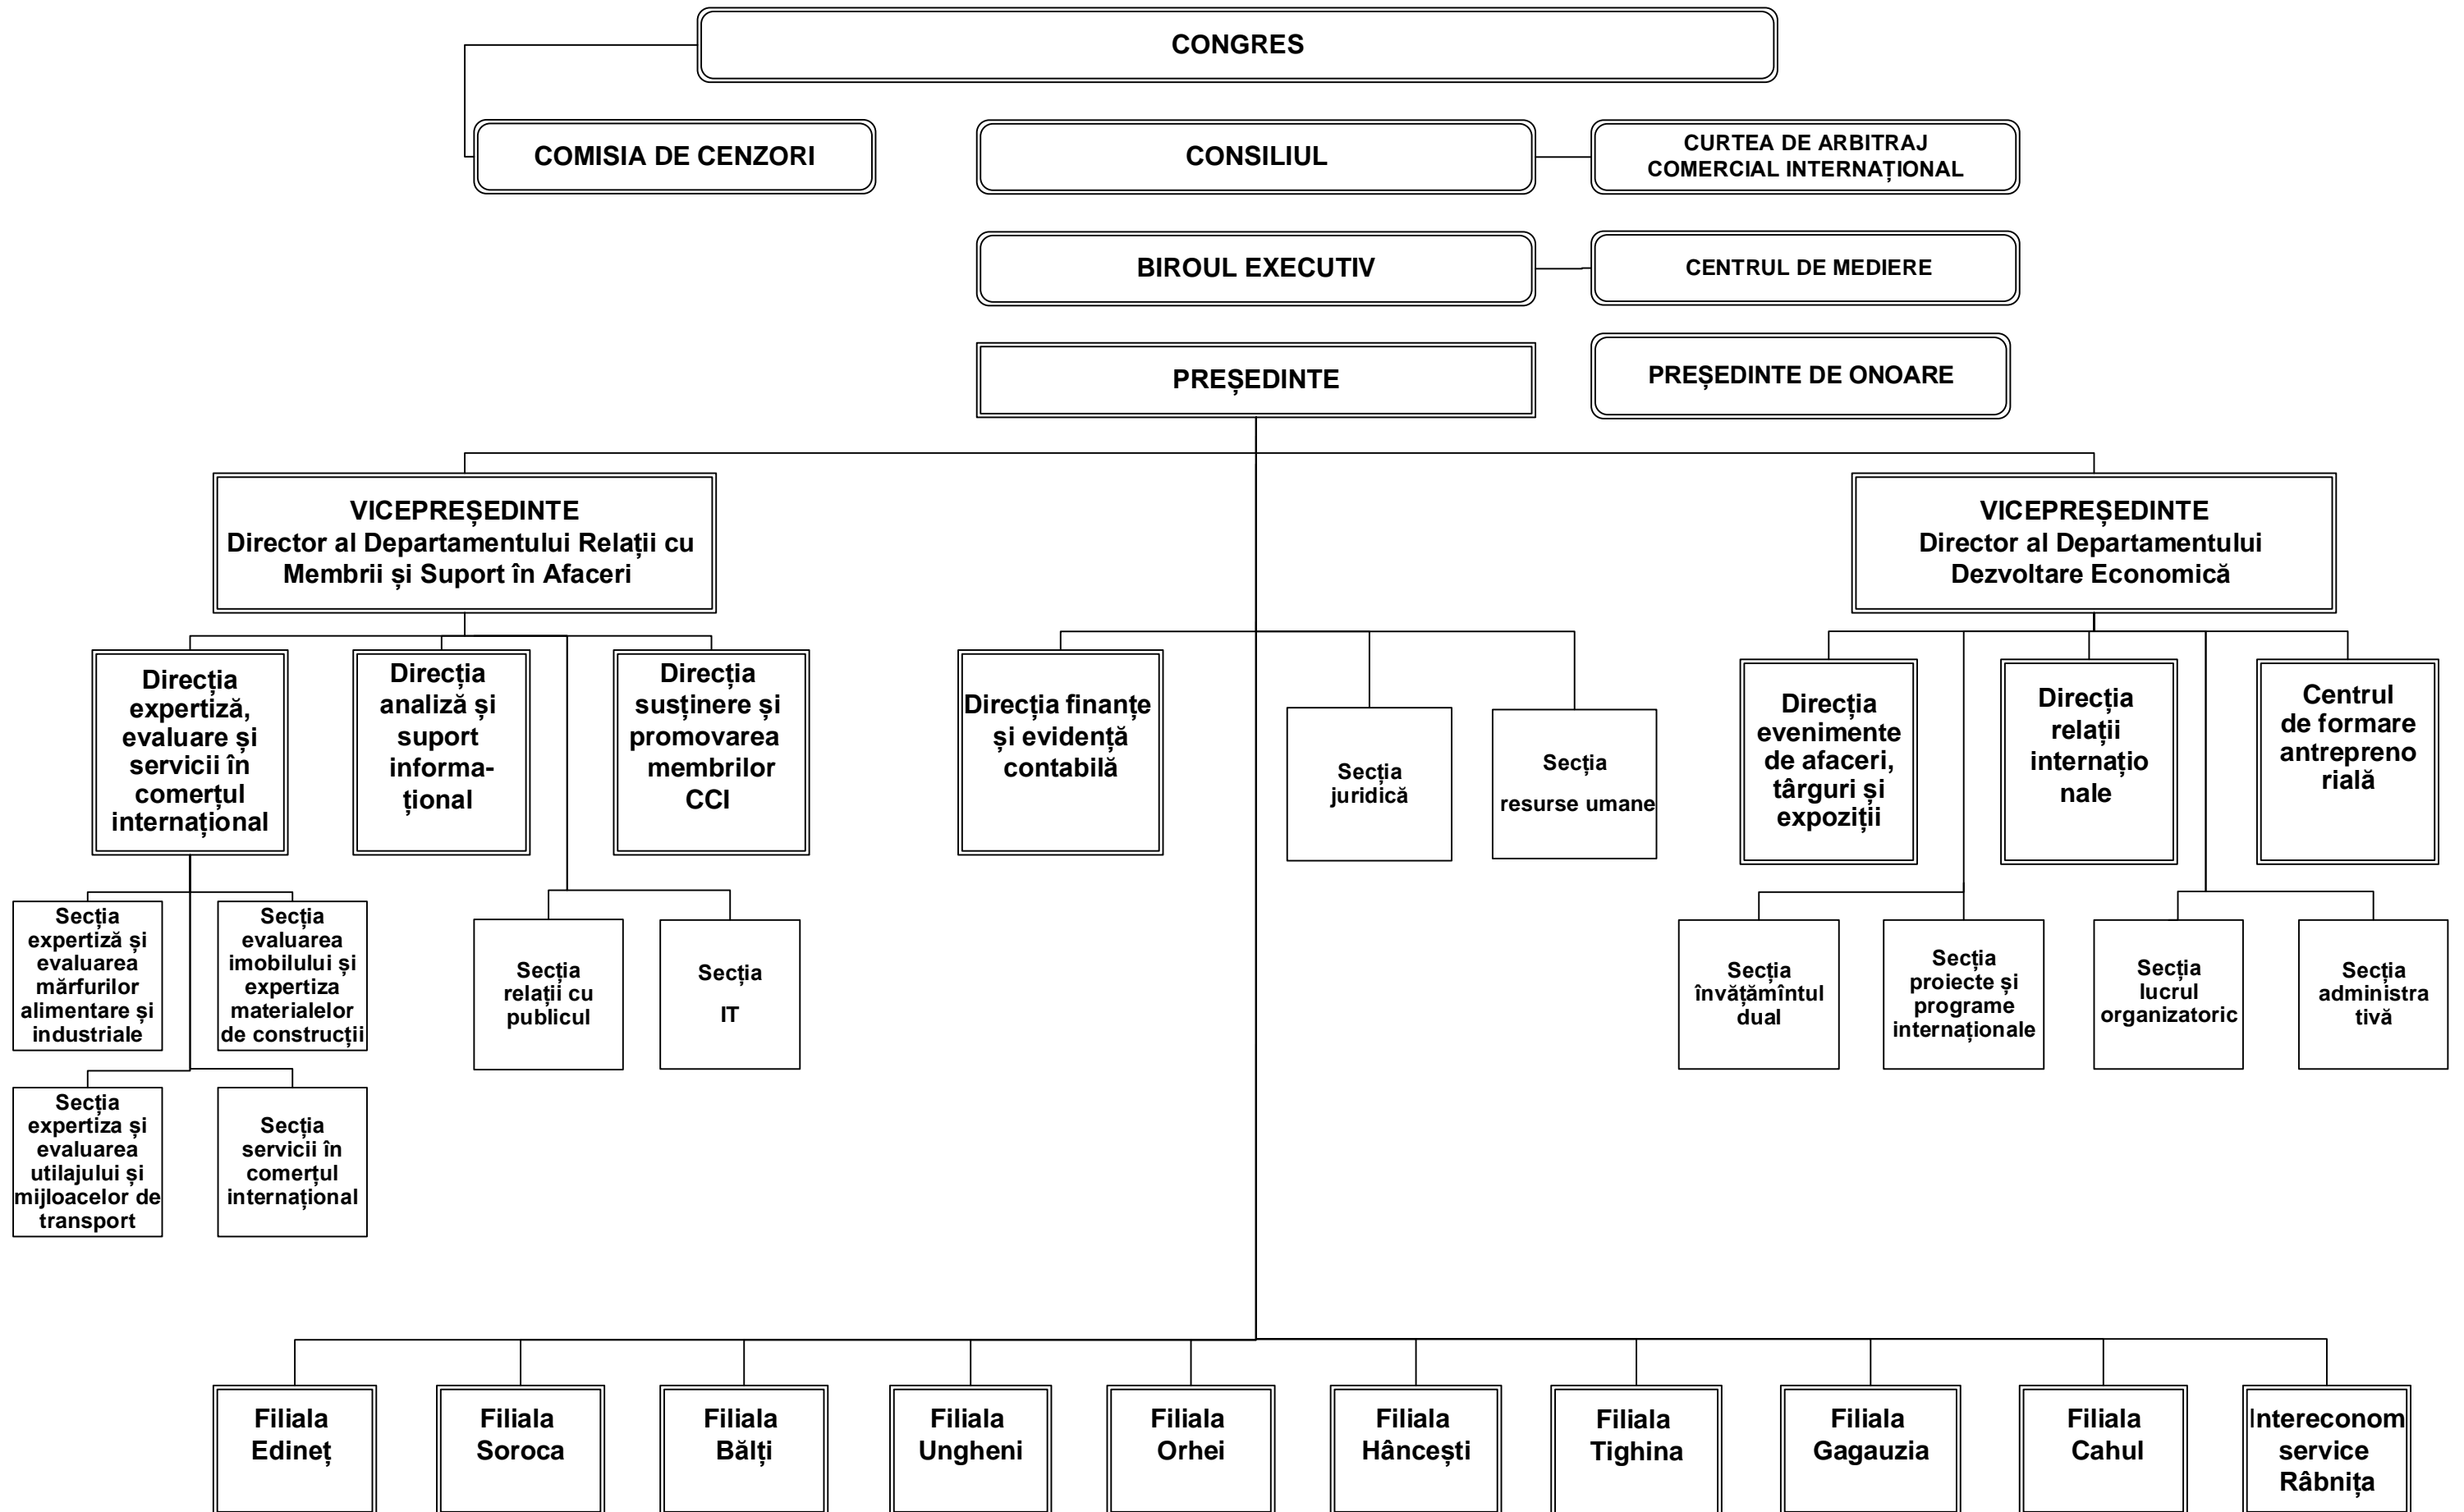 CONGRES
COMISIA DE CENZORI
CONSILIUL
CURTEA DE ARBITRAJ
COMERCIAL INTERNAȚIONAL
BIROUL EXECUTIV
CENTRUL DE MEDIERE
PREȘEDINTE
PREȘEDINTE DE ONOARE
VICEPREȘEDINTE
Director al Departamentului Relații cu
Membrii și Suport în Afaceri
VICEPREȘEDINTE
Director al Departamentului
Dezvoltare Economică
Direcția
expertiză,
evaluare și
servicii în
comerțul
internațional
Direcția
analiză și
suport
informa-
țional
Direcția
susținere și
promovarea
membrilor
CCI
Direcția finanțe
și evidență
contabilă
Secția
juridică
Secția
resurse umane
Direcția
evenimente
de afaceri,
târguri și
expoziții
Direcția
relații
internațio
nale
Centrul
de formare
antrepreno
rială
Secția
expertiză și
evaluarea
mărfurilor
alimentare și
industriale
Secția
evaluarea
imobilului și
expertiza
materialelor
de construcții
Secția
relații cu
publicul
Secția
IT
Secția
învățămîntul
dual
Secția
proiecte și
programe
internaționale
Secția
lucrul
organizatoric
Secția
administra
tivă
Secția
expertiza și
evaluarea
utilajului și
mijloacelor de
transport
Secția
servicii în
comerțul
internațional
Filiala
Edineț
Filiala
Soroca
Filiala
Bălți
Filiala
Ungheni
Filiala
Orhei
Filiala
Hâncești
Filiala
Tighina
Filiala
Gagauzia
Filiala
Cahul
Intereconom
service
Râbnița